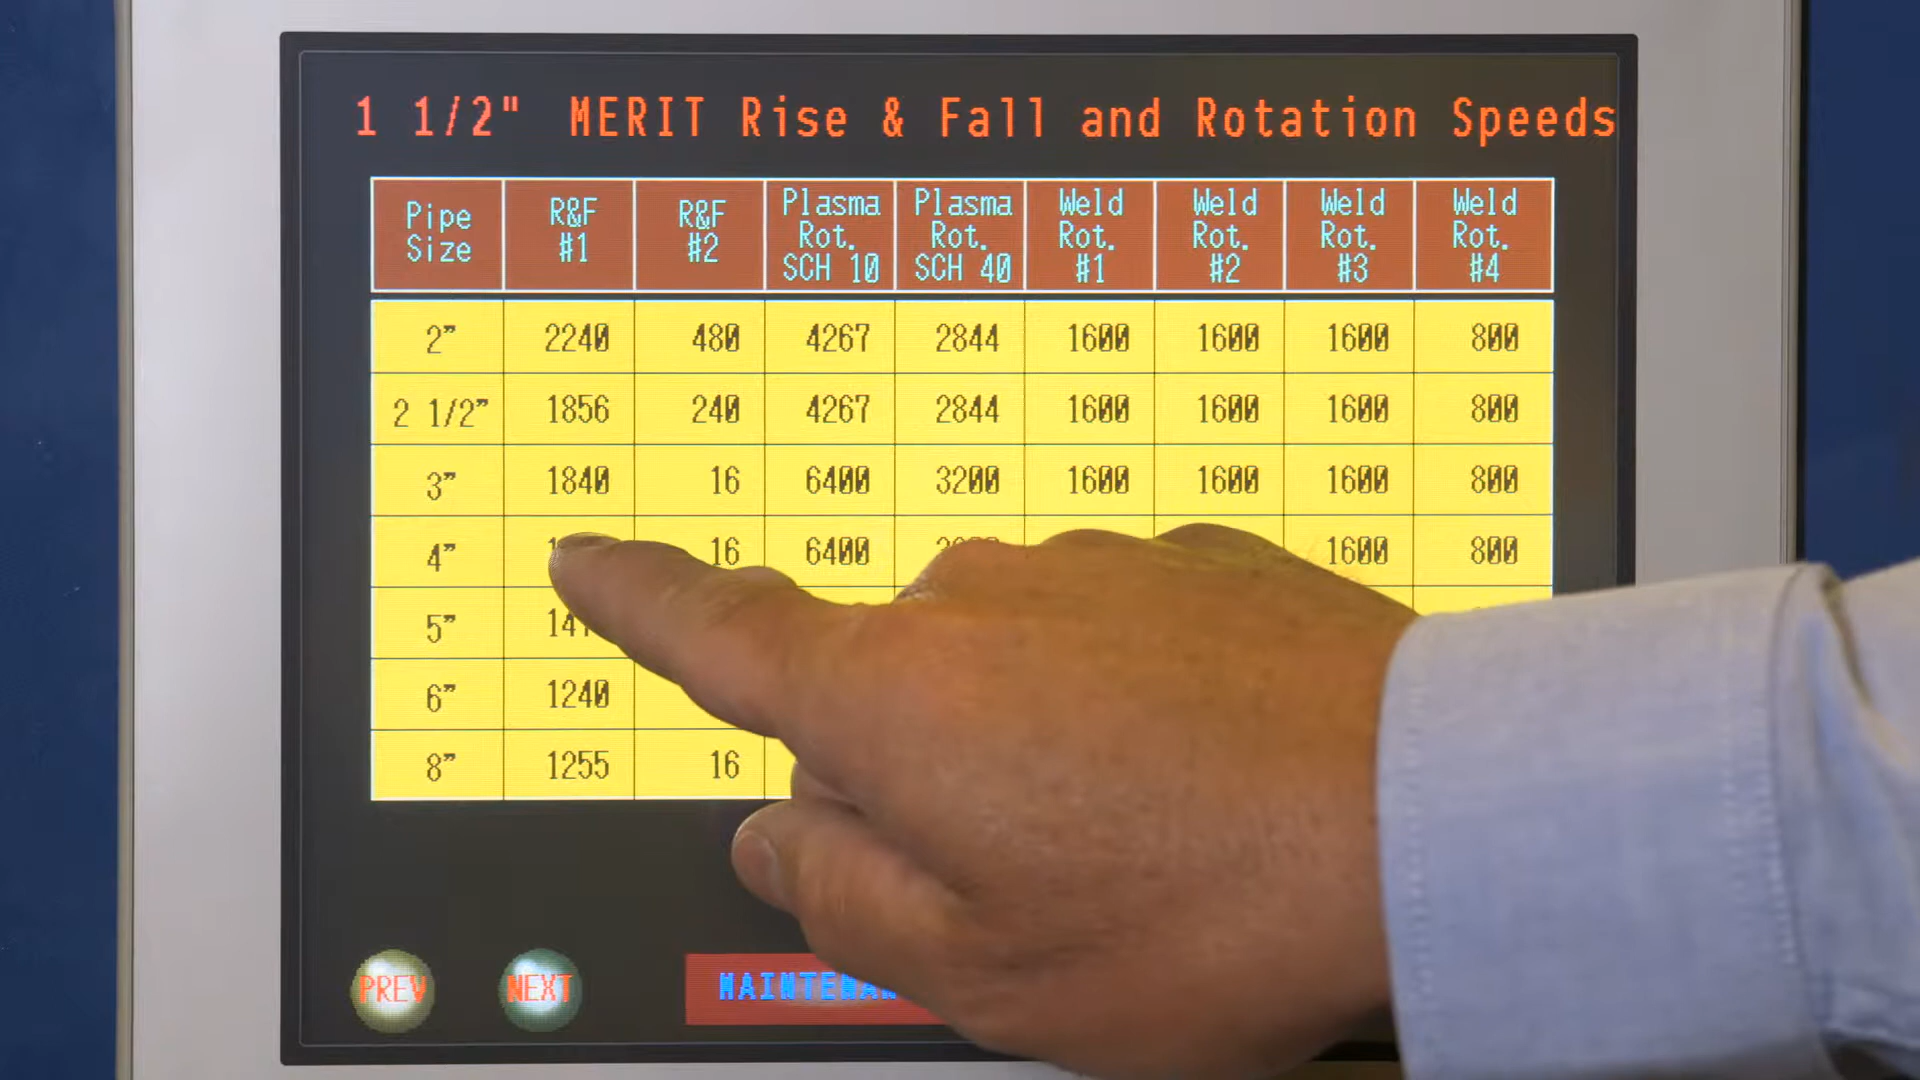 1 1/2" MERIT Rise & Fall and Rotation Speeds
Pipe Size R&F #1 R&F #2 Plasma Rot. SCH 10 Plasma Rot. SCH 40 Weld Rot. #1 Weld Rot. #2 Weld Rot. #3 Weld Rot. #4
2” 2240 480 4267 2844 1600 1600 1600 800
2 1/2” 1856 240 4267 2844 1600 1600 1600 800
3” 1840 16 6400 3200 1600 1600 1600 800
4” 16 6400 1600 800
5”
6” 1240
8” 1255 16
PREV NEXT